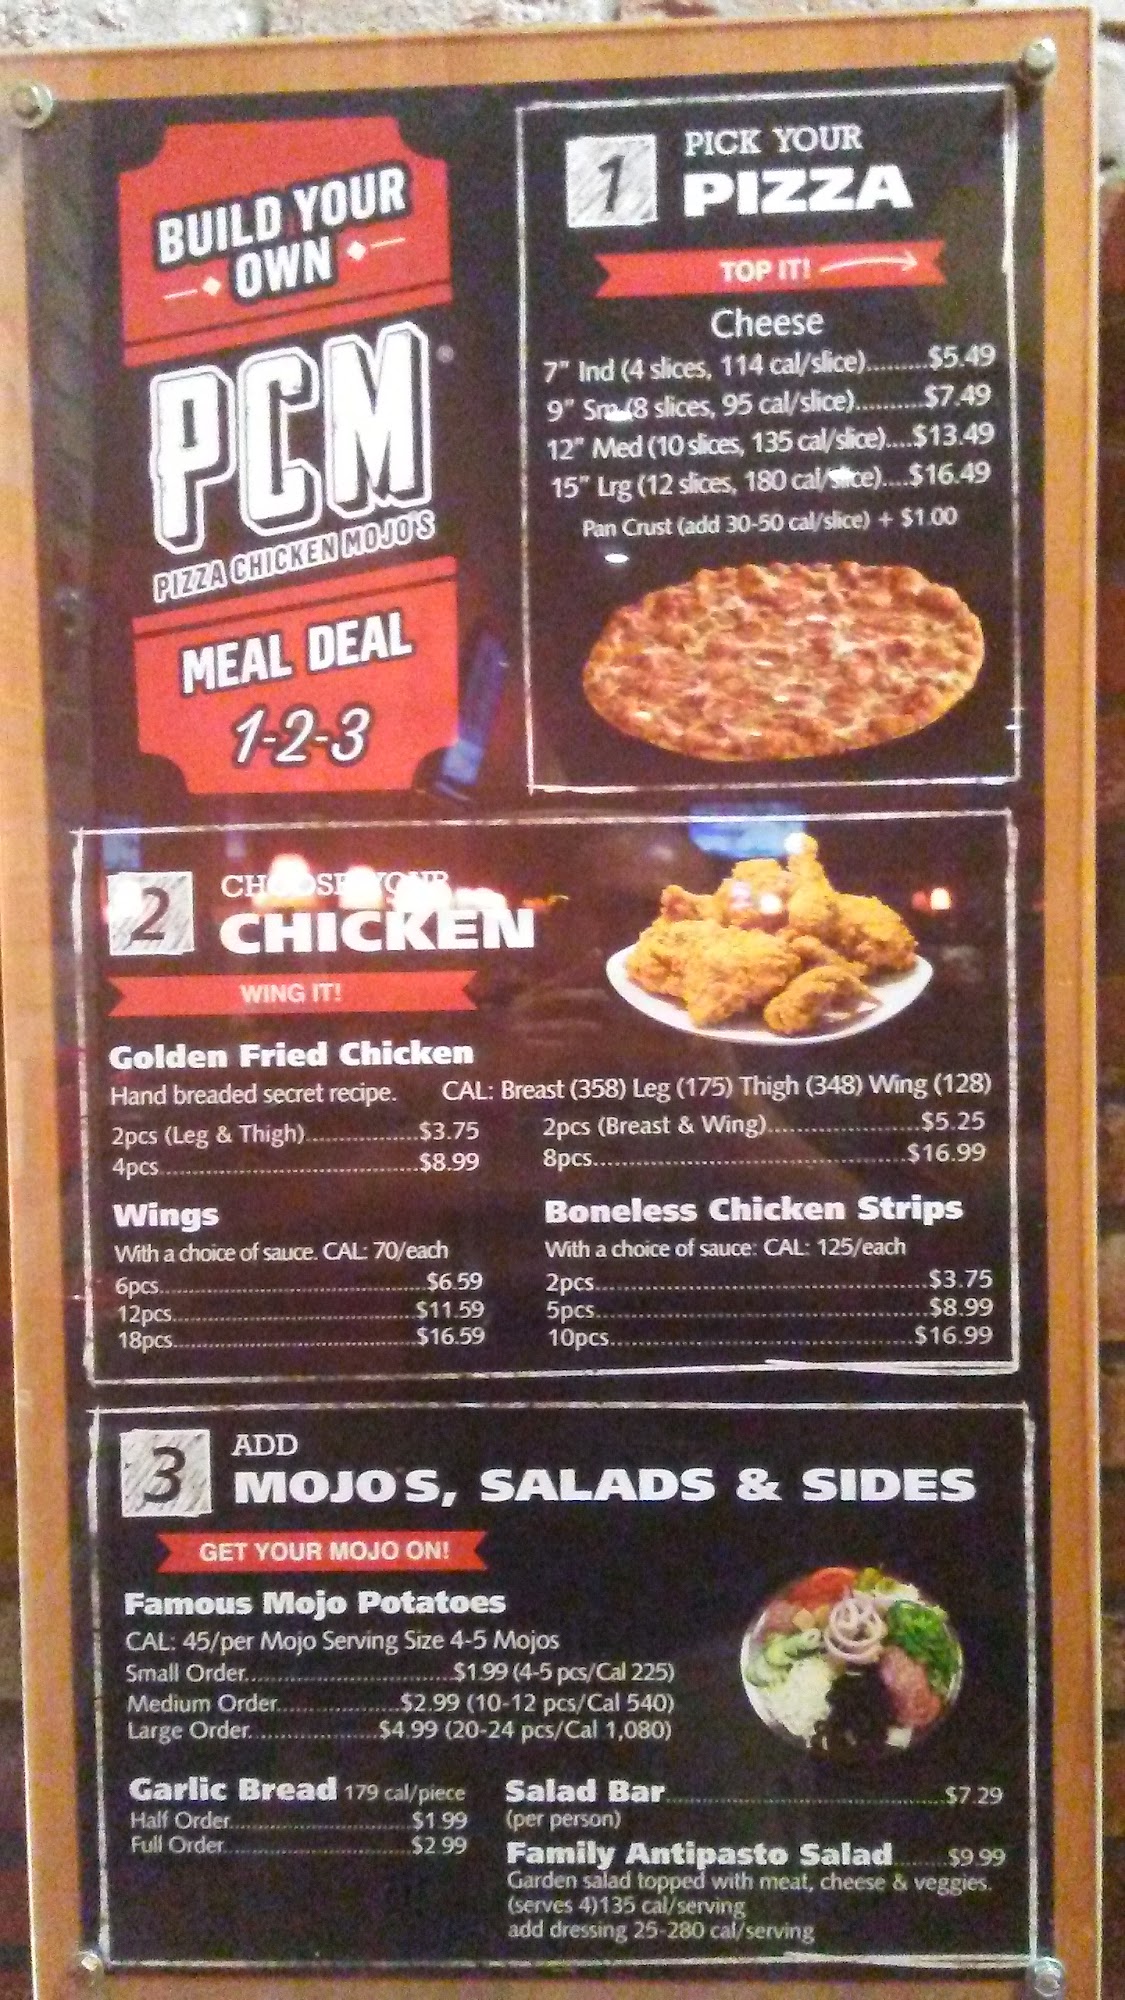 BUILD YOUR
OWN
PCM®
PIZZA CHICKEN MOJO'S
MEAL DEAL
1-2-3
1 PICK YOUR
PIZZA
TOP IT!
Cheese
7" Ind (4 slices, 114 cal/slice).........$5.49
9" Sm (8 slices, 95 cal/slice)..........$7.49
12" Med (10 slices, 135 cal/slice)....$13.49
15" Lrg (12 slices, 180 cal/slice)....$16.49
Pan Crust (add 30-50 cal/slice) + $1.00
2 CHOOSE YOUR
CHICKEN
WING IT!
Golden Fried Chicken
Hand breaded secret recipe. CAL: Breast (358) Leg (175) Thigh (348) Wing (128)
2pcs (Leg & Thigh).................$3.75
4pcs.......................................$8.99
2pcs (Breast & Wing)......................$5.25
8pcs.............................................$16.99
Wings
With a choice of sauce. CAL: 70/each
6pcs........................................$6.59
12pcs.....................................$11.59
18pcs.....................................$16.59
Boneless Chicken Strips
With a choice of sauce: CAL: 125/each
2pcs..................................................$3.75
5pcs..................................................$8.99
10pcs..............................................$16.99
3 ADD
MOJO'S, SALADS & SIDES
GET YOUR MOJO ON!
Famous Mojo Potatoes
CAL: 45/per Mojo Serving Size 4-5 Mojos
Small Order................................$1.99 (4-5 pcs/Cal 225)
Medium Order...................$2.99 (10-12 pcs/Cal 540)
Large Order....................$4.99 (20-24 pcs/Cal 1,080)
Garlic Bread 179 cal/piece
Half Order............................$1.99
Full Order.............................$2.99
Salad Bar..........................................$7.29
(per person)
Family Antipasto Salad........$9.99
Garden salad topped with meat, cheese & veggies.
(serves 4)135 cal/serving
add dressing 25-280 cal/serving